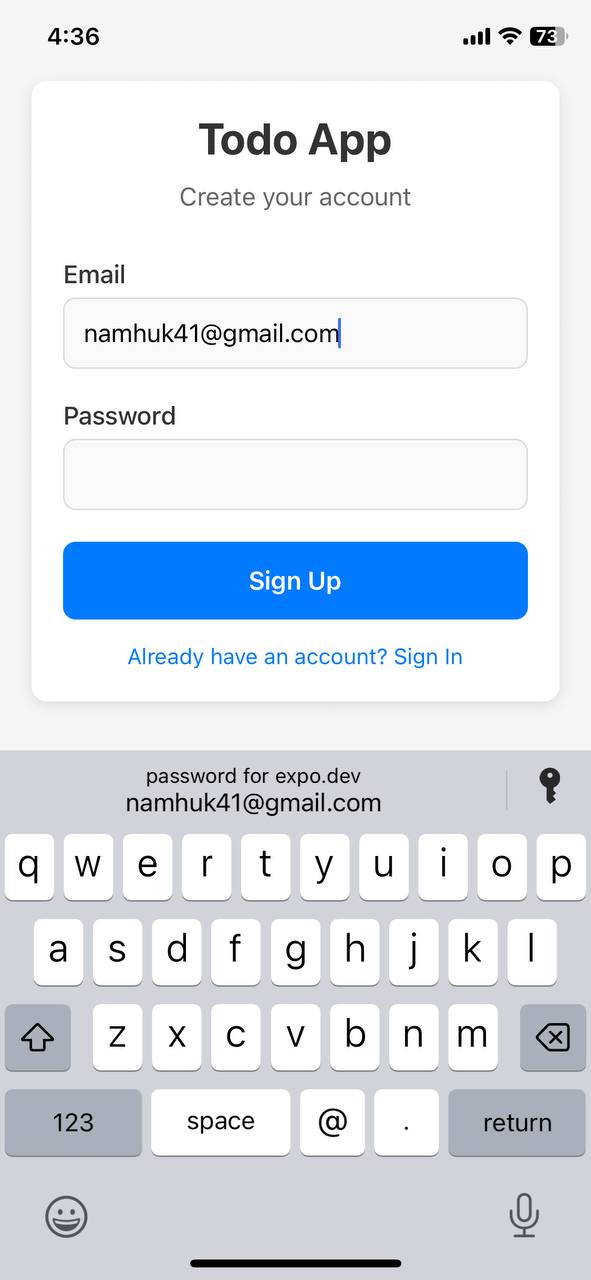 4:36
73
Todo App
Create your account
Email
namhuk41@gmail.com
Password
Sign Up
Already have an account? Sign In
password for expo.dev
namhuk41@gmail.com
q w e r t y u i o p
a s d f g h j k l
z x c v b n m
123 space @ . return